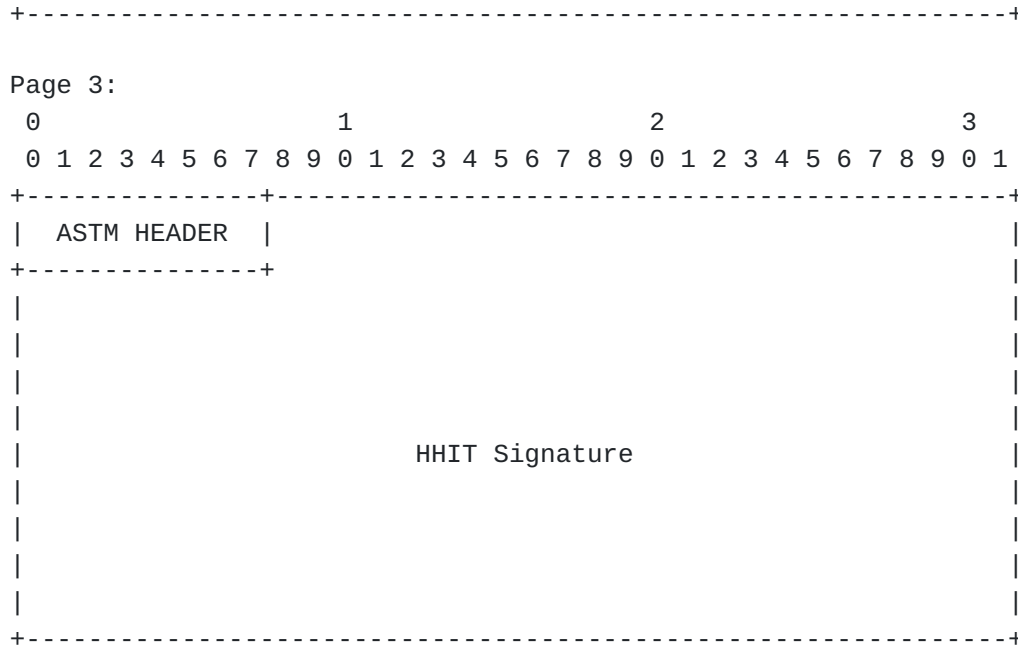 +---------------------------------------------------------------+
Page 3:
 0                   1                   2                   3
 0 1 2 3 4 5 6 7 8 9 0 1 2 3 4 5 6 7 8 9 0 1 2 3 4 5 6 7 8 9 0 1
+---------------+-----------------------------------------------+
|  ASTM HEADER  |                                               |
+---------------+                                               |
|                                                               |
|                                                               |
|                                                               |
|                                                               |
|                         HHIT Signature                        |
|                                                               |
|                                                               |
|                                                               |
|                                                               |
+---------------------------------------------------------------+